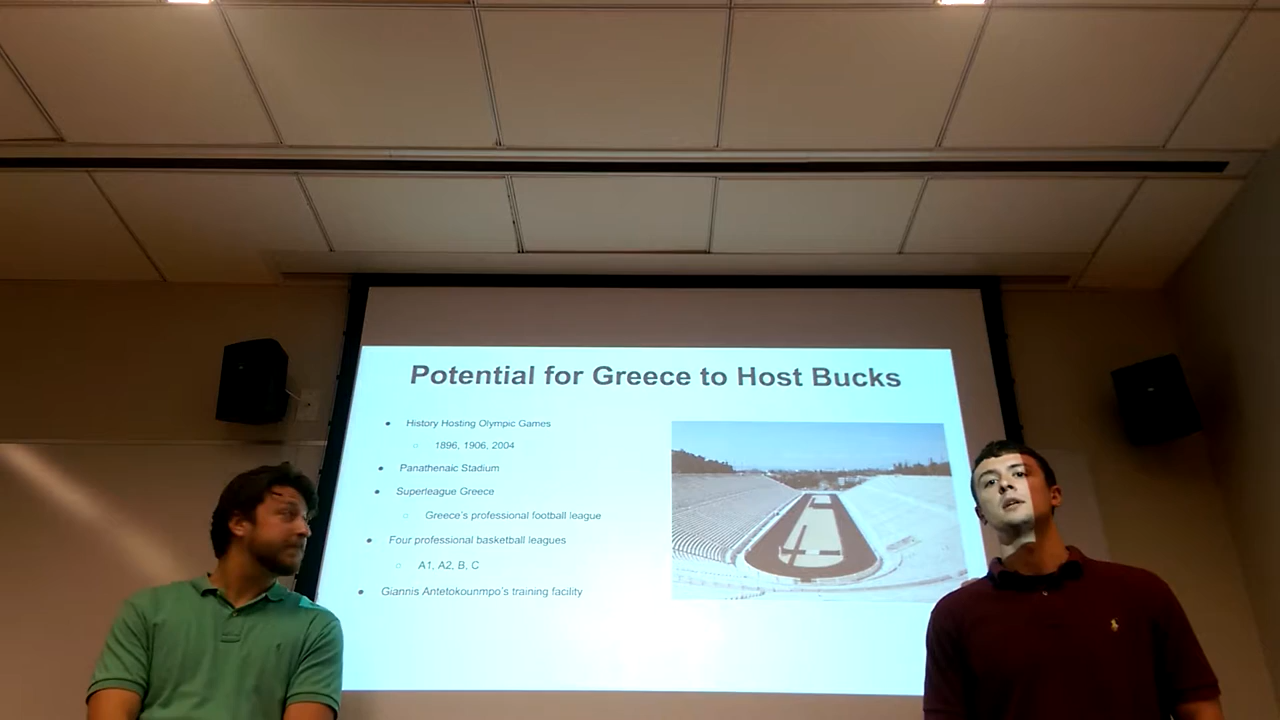 Potential for Greece to Host Bucks
History Hosting Olympic Games
1896, 1906, 2004
Panathenaic Stadium
Superleague Greece
Greece's professional football league
Four professional basketball leagues
A1, A2, B, C
Giannis Antetokounmpo's training facility